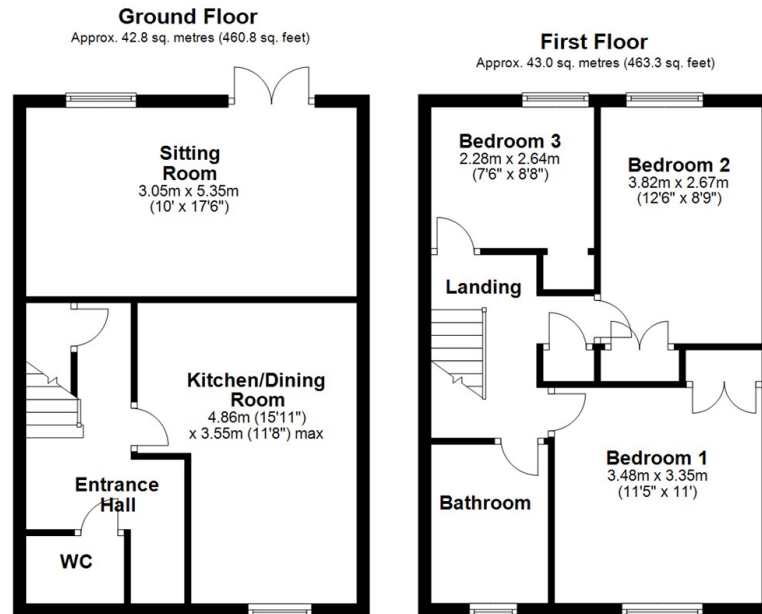 Ground Floor
Approx. 42.8 sq. metres (460.8 sq. feet)
Sitting
Room
3.05m x 5.35m
(10' x 17'6")
Kitchen/Dining
Room
4.86m (15'11")
x 3.55m (11'8") max
Entrance
Hall
WC
First Floor
Approx. 43.0 sq. metres (463.3 sq. feet)
Bedroom 3
2.28m x 2.64m
(7'6" x 8'8")
Bedroom 2
3.82m x 2.67m
(12'6" x 8'9")
Landing
Bedroom 1
3.48m x 3.35m
(11'5" x 11')
Bathroom